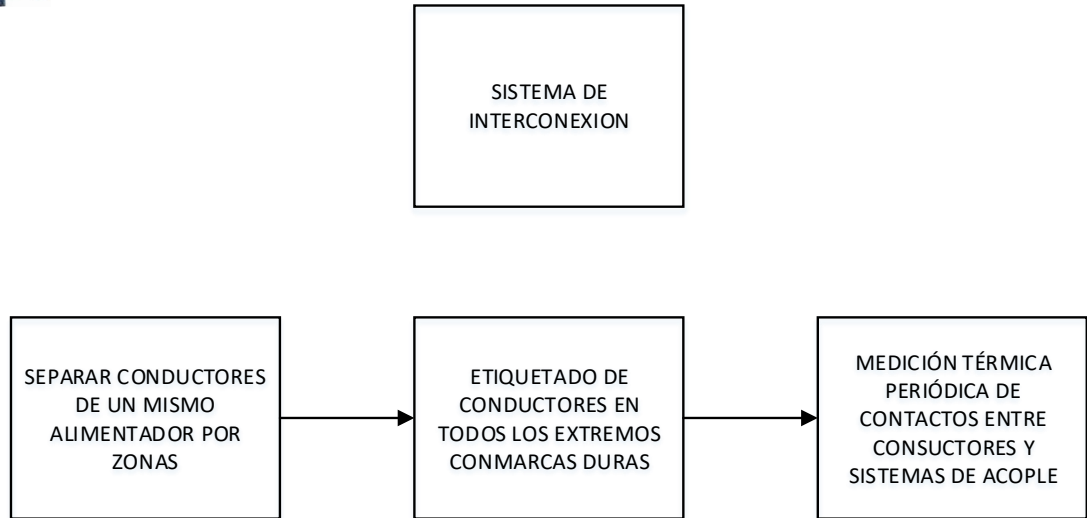 SISTEMA DE
INTERCONEXION
SEPARAR CONDUCTORES
DE UN MISMO
ALIMENTADOR POR
ZONAS
ETIQUETADO DE
CONDUCTORES EN
TODOS LOS EXTREMOS
CONMARCAS DURAS
MEDICIÓN TÉRMICA
PERIÓDICA DE
CONTACTOS ENTRE
CONSUCTORES Y
SISTEMAS DE ACOPLE